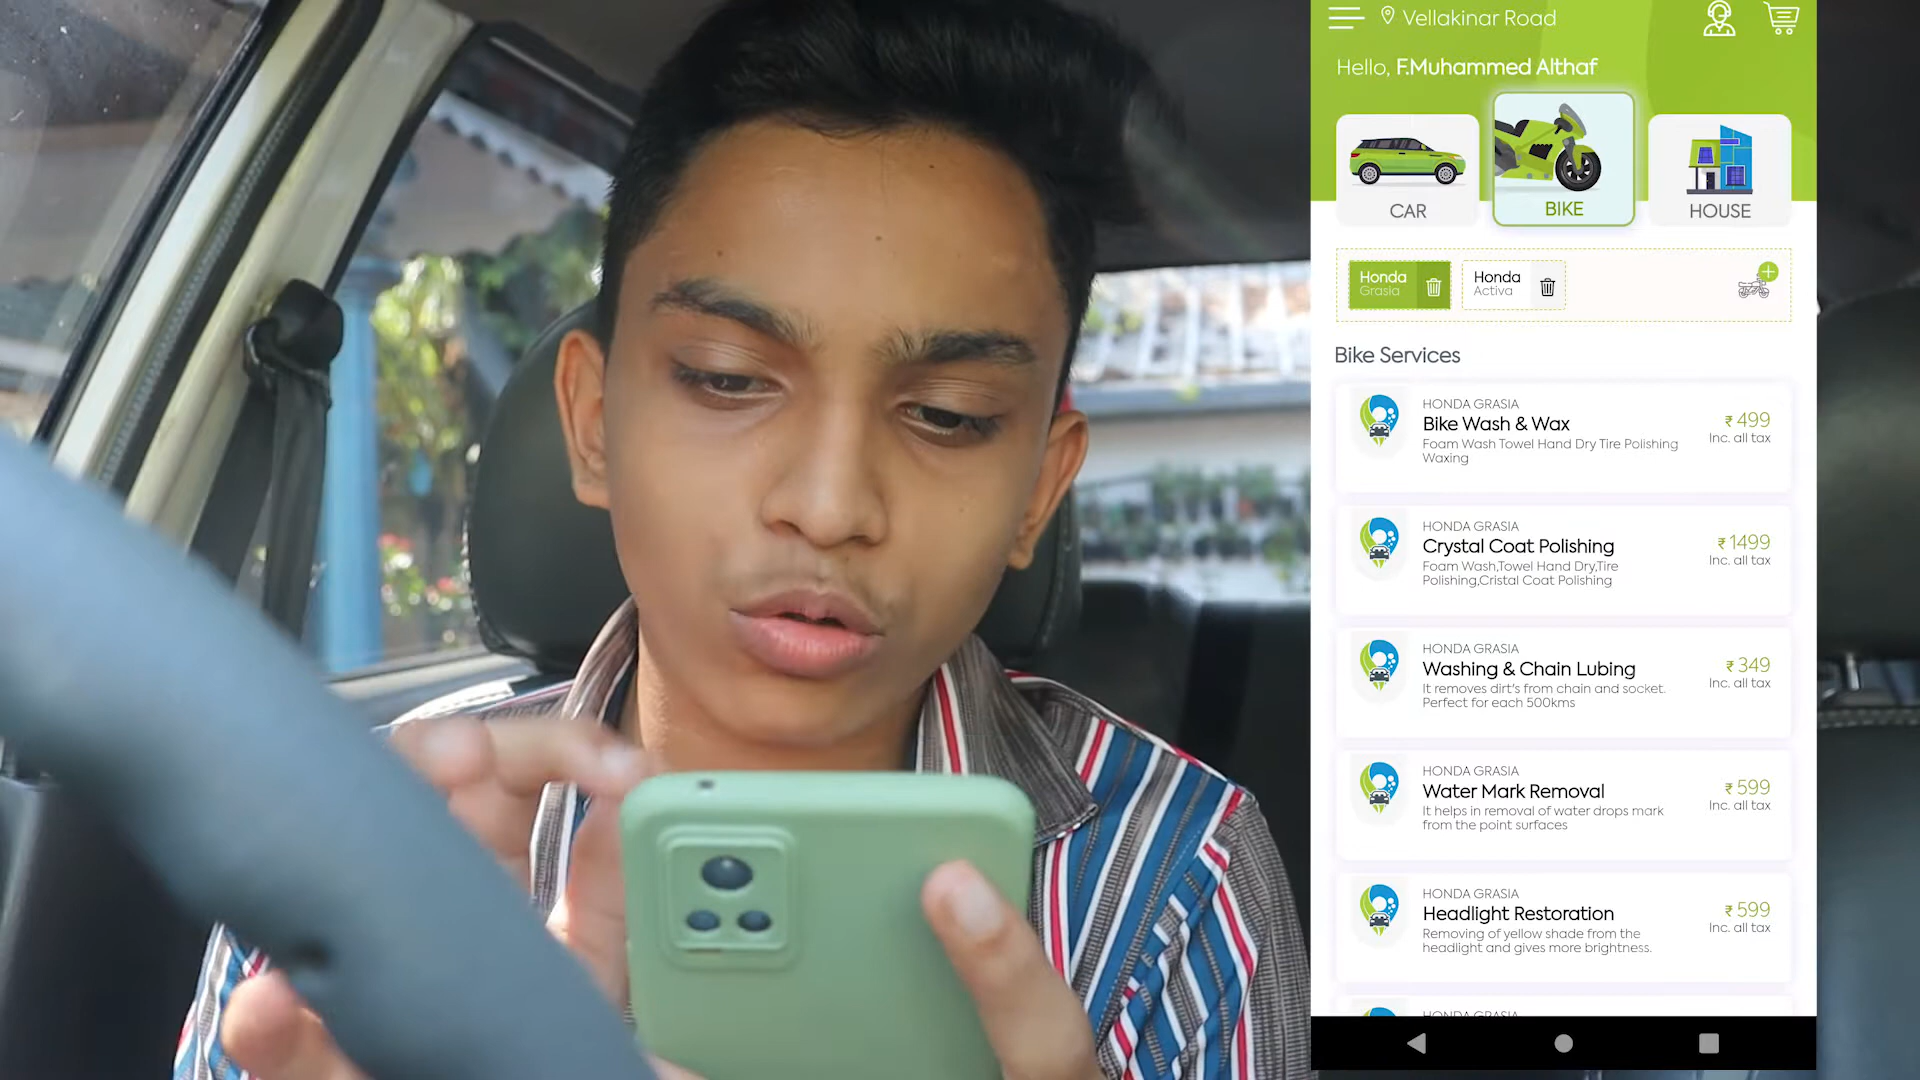 Vellakinar Road
Hello, F.Muhammed Althaf
CAR
BIKE
HOUSE
Honda
Grasia
Honda
Activa
Bike Services
HONDA GRASIA
Bike Wash & Wax
Foam Wash Towel Hand Dry Tire Polishing
Waxing
₹ 499
Inc. all tax
HONDA GRASIA
Crystal Coat Polishing
Foam Wash,Towel Hand Dry,Tire
Polishing,Cristal Coat Polishing
₹ 1499
Inc. all tax
HONDA GRASIA
Washing & Chain Lubing
It removes dirt's from chain and socket.
Perfect for each 500kms
₹ 349
Inc. all tax
HONDA GRASIA
Water Mark Removal
It helps in removal of water drops mark
from the point surfaces
₹ 599
Inc. all tax
HONDA GRASIA
Headlight Restoration
Removing of yellow shade from the
headlight and gives more brightness.
₹ 599
Inc. all tax
HONDA GRASIA